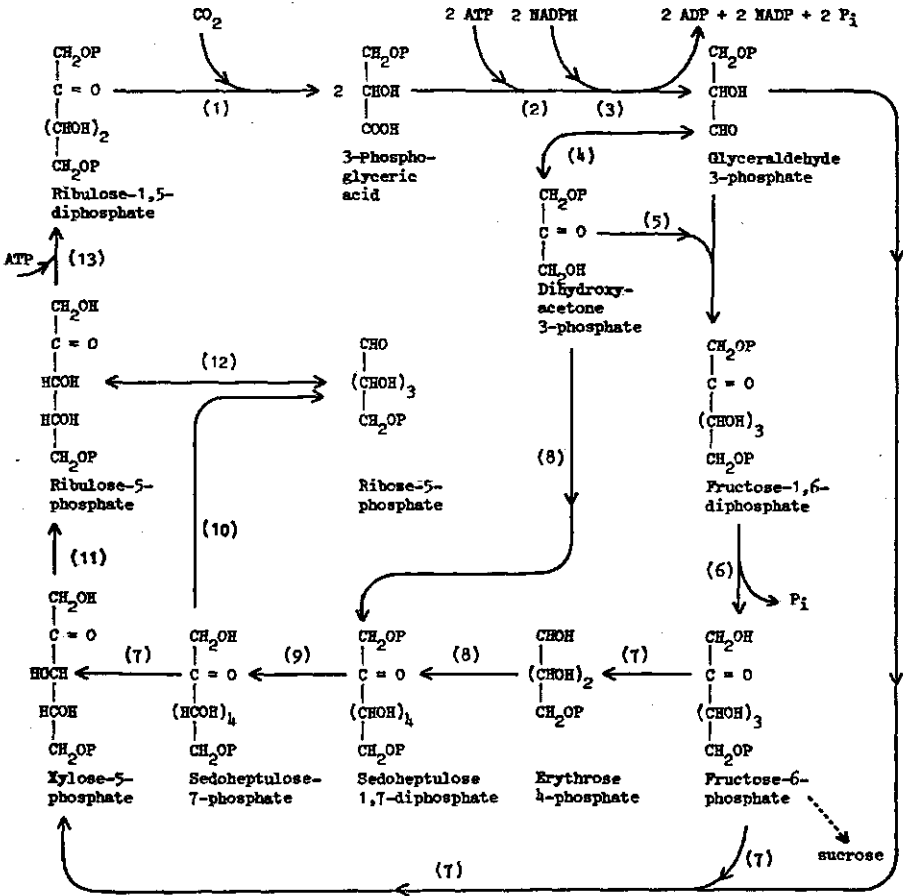 CO2
2 ATP 2 NADPH 2 ADP + 2 NADP + 2 Pi
CH2OP
C = O
(CHOH)2
CH2OP
Ribulose-1,5-
diphosphate
(1)
2
CH2OP
CHOH
COOH
3-Phospho-
glyceric
acid
(2) (3)
CH2OP
CHOH
CHO
Glyceraldehyde
3-phosphate
(4)
CH2OP
C = O
CH2OH
Dihydroxy-
acetone
3-phosphate
(5)
ATP
(13)
CH2OH
C = O
HCOH
HCOH
CH2OP
Ribulose-5-
phosphate
(12)
CHO
(CHOH)3
CH2OP
Ribose-5-
phosphate
(8)
CH2OP
C = O
(CHOH)3
CH2OP
Fructose-1,6-
diphosphate
(10)
(11)
(6)
Pi
CH2OH
C = O
HOCH
HCOH
CH2OP
Xylose-5-
phosphate
(7)
CH2OH
C = O
(HCOH)4
CH2OP
Sedoheptulose-
7-phosphate
(9)
CH2OP
C = O
(CHOH)4
CH2OP
Sedoheptulose
1,7-diphosphate
(8)
CHOH
(CHOH)2
CH2OP
Erythrose
4-phosphate
(7)
CH2OH
C = O
(CHOH)3
CH2OP
Fructose-6-
phosphate
sucrose
(7)
(7)